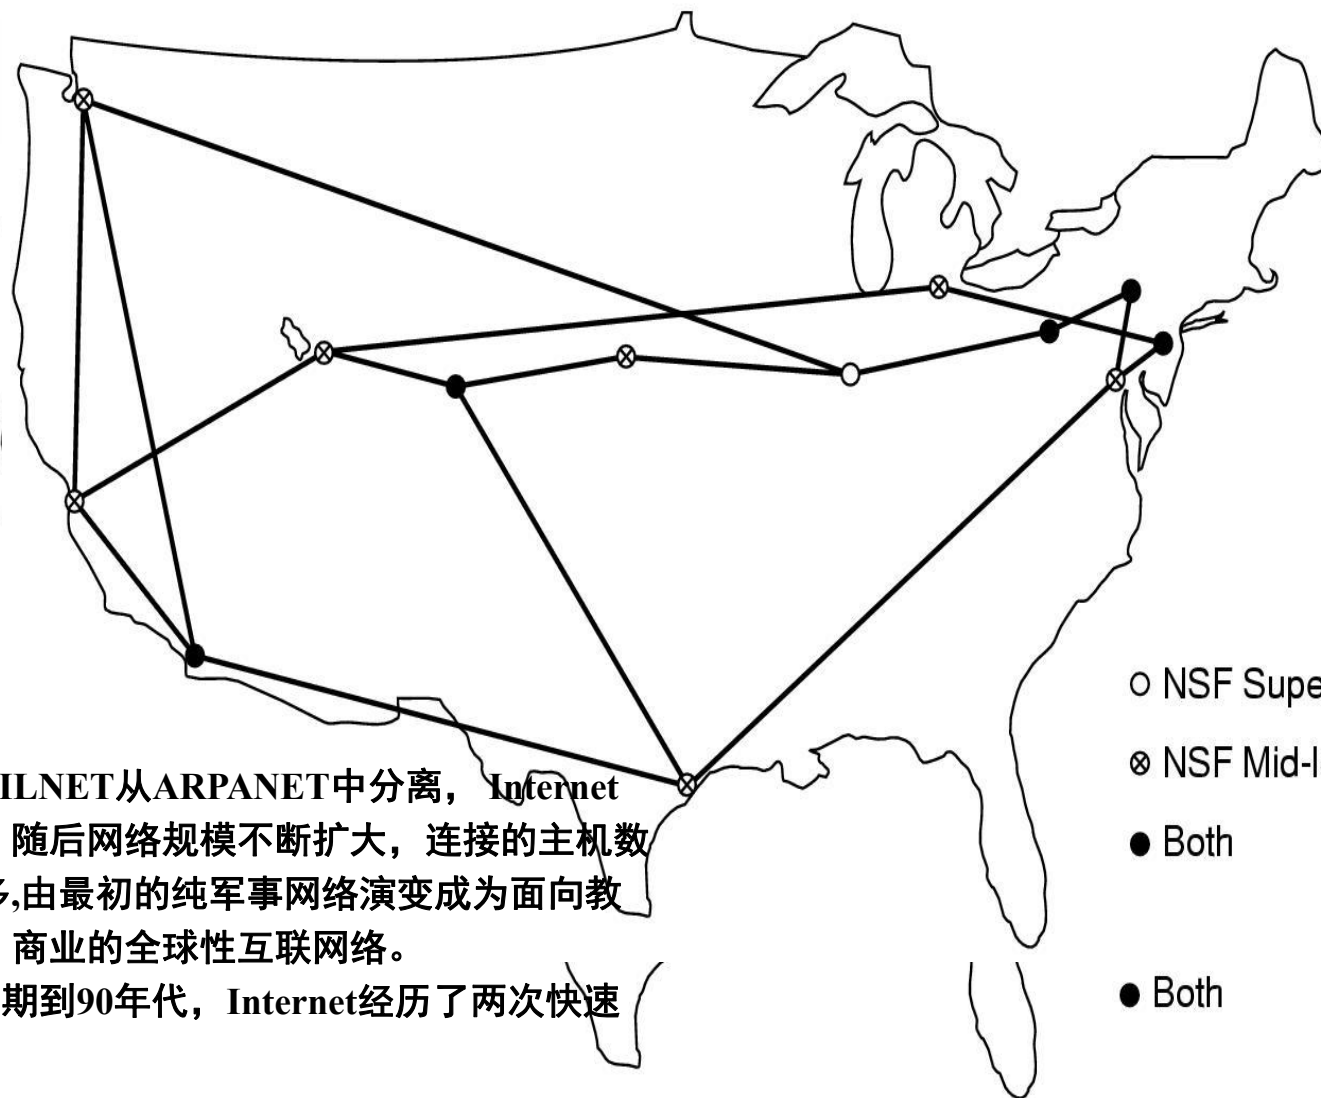 NSF Supe
NSF Mid-l
Both
ILNET从ARPANET中分离， Internet
随后网络规模不断扩大，连接的主机数
,由最初的纯军事网络演变成为面向教
商业的全球性互联网络。
期到90年代，Internet经历了两次快速
Both